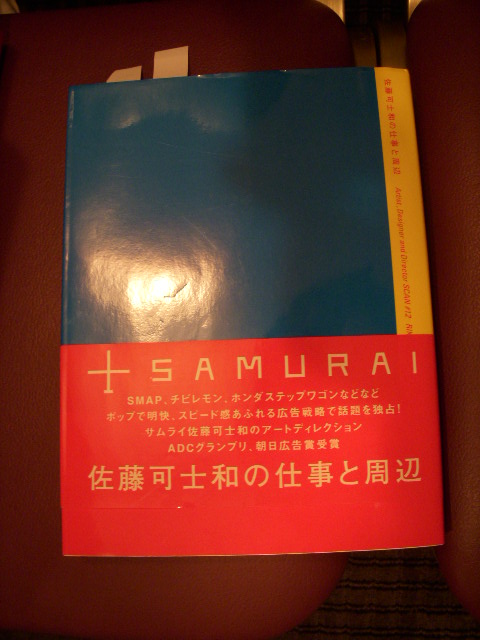 佐藤可士和の仕事と周辺
Artist, Designer and Director SCAN #12
SAMURAI
SMAP、チビレモン、ホンダステップワゴンなどなど
ポップで明快、スピード感あふれる広告戦略で話題を独占!
サムライ佐藤可士和のアートディレクション
ADCグランプリ、朝日広告賞受賞
佐藤可士和の仕事と周辺